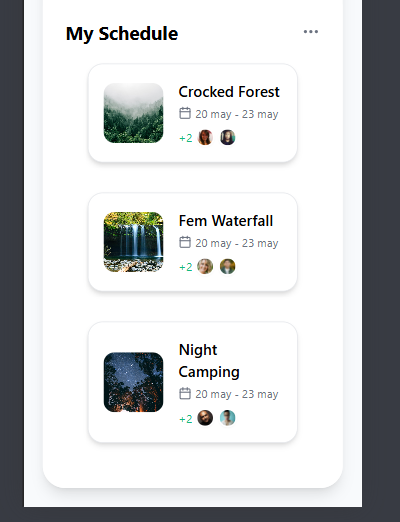 My Schedule
Crocked Forest
20 may - 23 may
+2
Fem Waterfall
20 may - 23 may
+2
Night
Camping
20 may - 23 may
+2